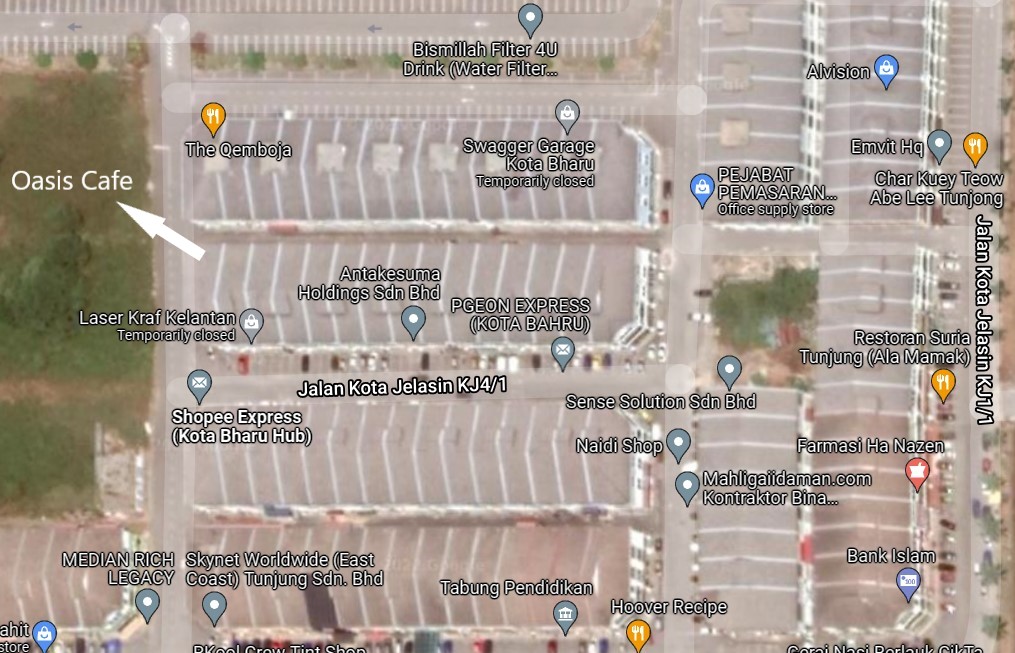 Bismillah Filter 4U
Drink (Water Filter...
Alvision
The Qemboja
Swagger Garage
Kota Bharu
Temporarily closed
Emvit Hq
Char Kuey Teow
Abe Lee Tunjong
PEJABAT
PEMASARAN...
Office supply store
Oasis Cafe
Jalan Kota Jelasin KJ1/1
Antakesuma
Holdings Sdn Bhd
PGEON EXPRESS
(KOTA BAHRU)
Laser Kraf Kelantan
Temporarily closed
Restoran Suria
Tunjung (Ala Mamak)
Jalan Kota Jelasin KJ4/1
Shopee Express
(Kota Bharu Hub)
Sense Solution Sdn Bhd
Naidi Shop
Farmasi Ha Nazen
Mahligaiidaman.com
Kontraktor Bina...
MEDIAN RICH
LEGACY
Skynet Worldwide (East
Coast) Tunjung Sdn. Bhd
Bank Islam
Tabung Pendidikan
Hoover Recipe
ahit
store